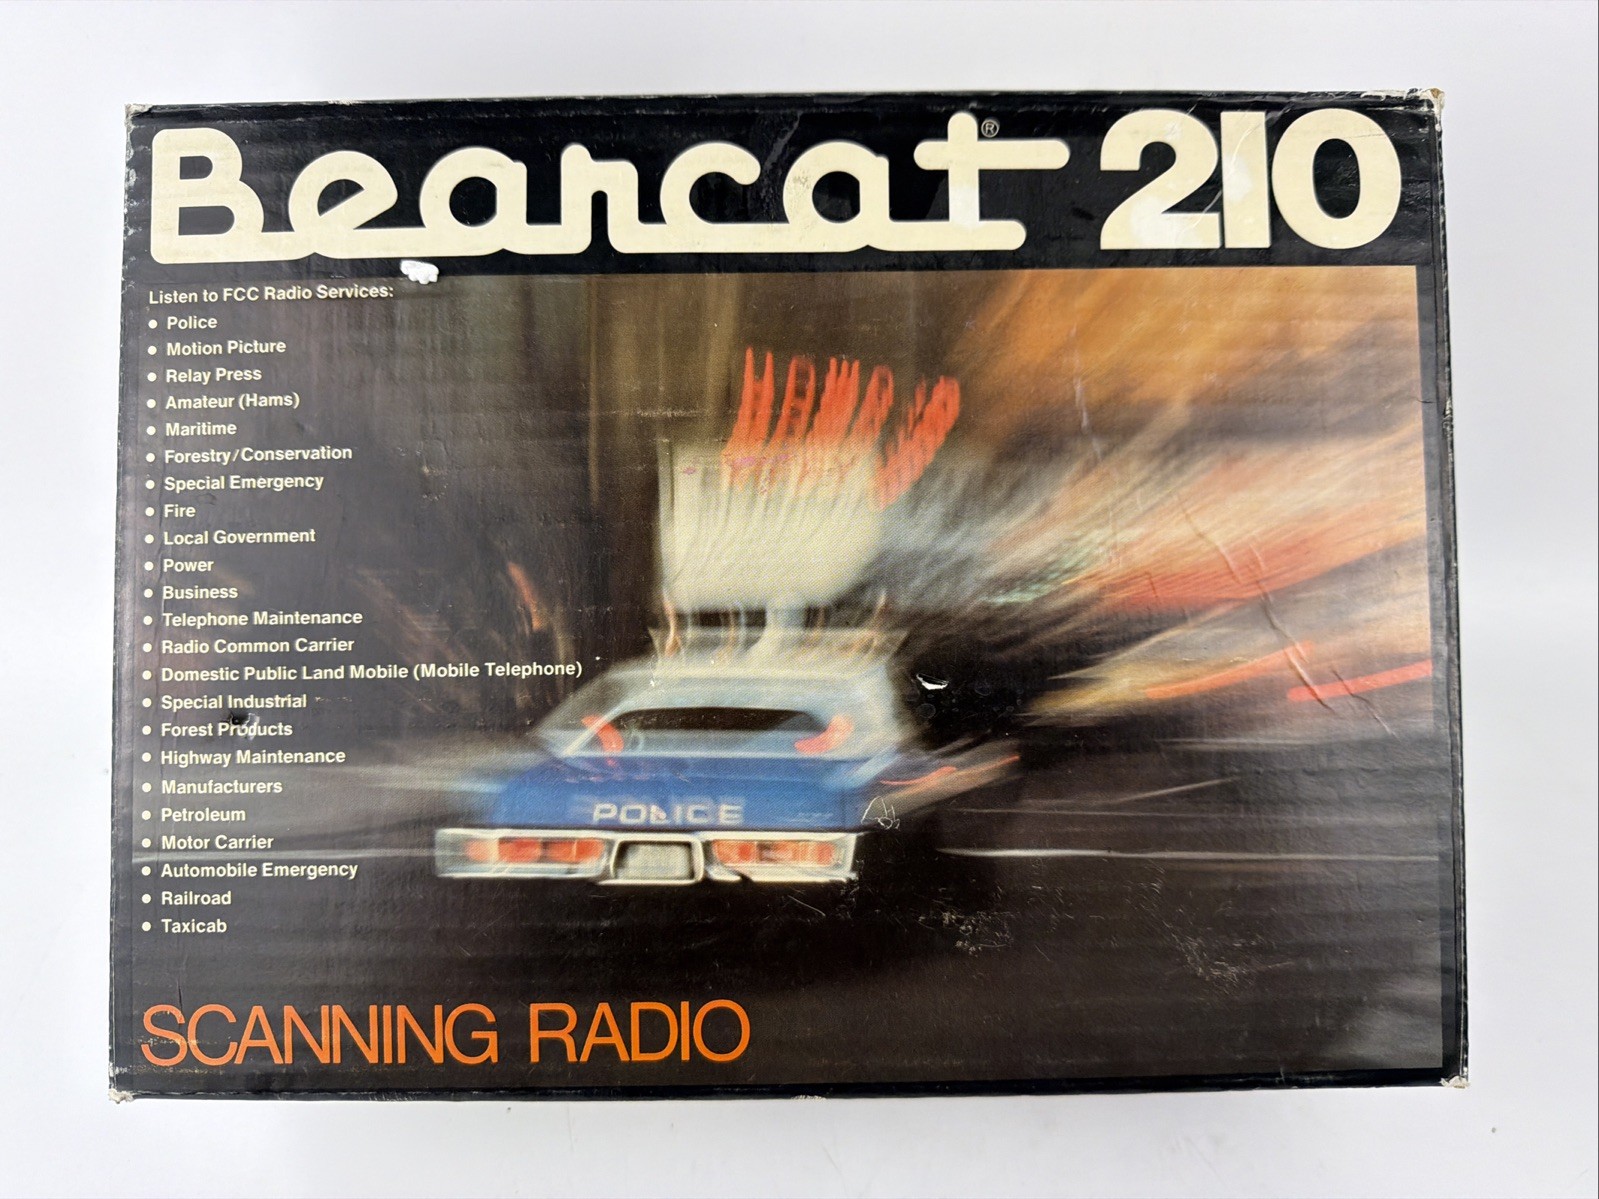 Bearcat® 210
Listen to FCC Radio Services:
• Police
• Motion Picture
• Relay Press
• Amateur (Hams)
• Maritime
• Forestry/Conservation
• Special Emergency
• Fire
• Local Government
• Power
• Business
• Telephone Maintenance
• Radio Common Carrier
• Domestic Public Land Mobile (Mobile Telephone)
• Special Industrial
• Forest Products
• Highway Maintenance
• Manufacturers
• Petroleum
• Motor Carrier
• Automobile Emergency
• Railroad
• Taxicab
POLICE
SCANNING RADIO